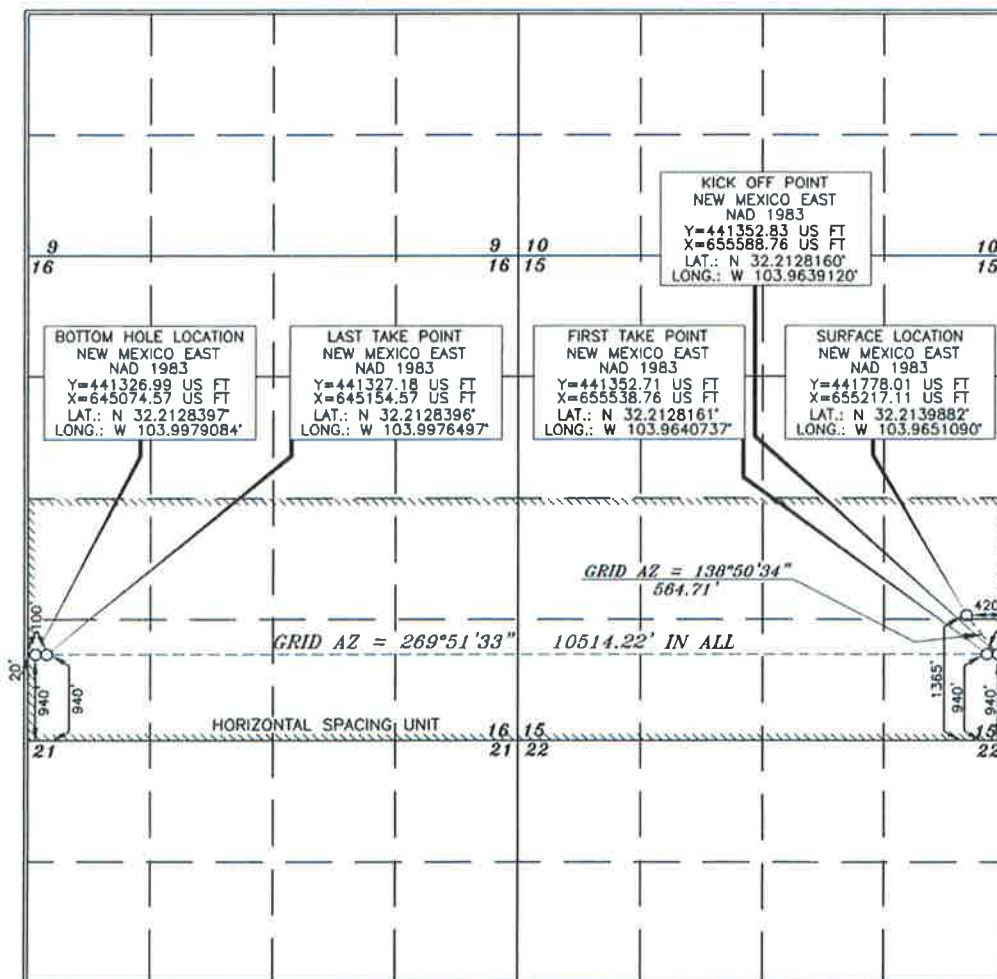 KICK OFF POINT
NEW MEXICO EAST
NAD 1983
Y=441352.83 US FT
X=655588.76 US FT
LAT.: N 32.2128160°
LONG.: W 103.9639120°
9
9
10
10
16
16
15
15
BOTTOM HOLE LOCATION
NEW MEXICO EAST
NAD 1983
Y=441326.99 US FT
X=645074.57 US FT
LAT.: N 32.2128397°
LONG.: W 103.9979084°
LAST TAKE POINT
NEW MEXICO EAST
NAD 1983
Y=441327.18 US FT
X=645154.57 US FT
LAT.: N 32.2128396°
LONG.: W 103.9976497°
FIRST TAKE POINT
NEW MEXICO EAST
NAD 1983
Y=441352.71 US FT
X=655538.76 US FT
LAT.: N 32.2128161°
LONG.: W 103.9640737°
SURFACE LOCATION
NEW MEXICO EAST
NAD 1983
Y=441778.01 US FT
X=655217.11 US FT
LAT.: N 32.2139882°
LONG.: W 103.9651090°
GRID AZ = 138°50'34"
564.71'
420'
100'
GRID AZ = 269°51'33" 10514.22' IN ALL
20'
940'
940'
1365'
940'
940'
HORIZONTAL SPACING UNIT
16
15
15
21
21
22
22